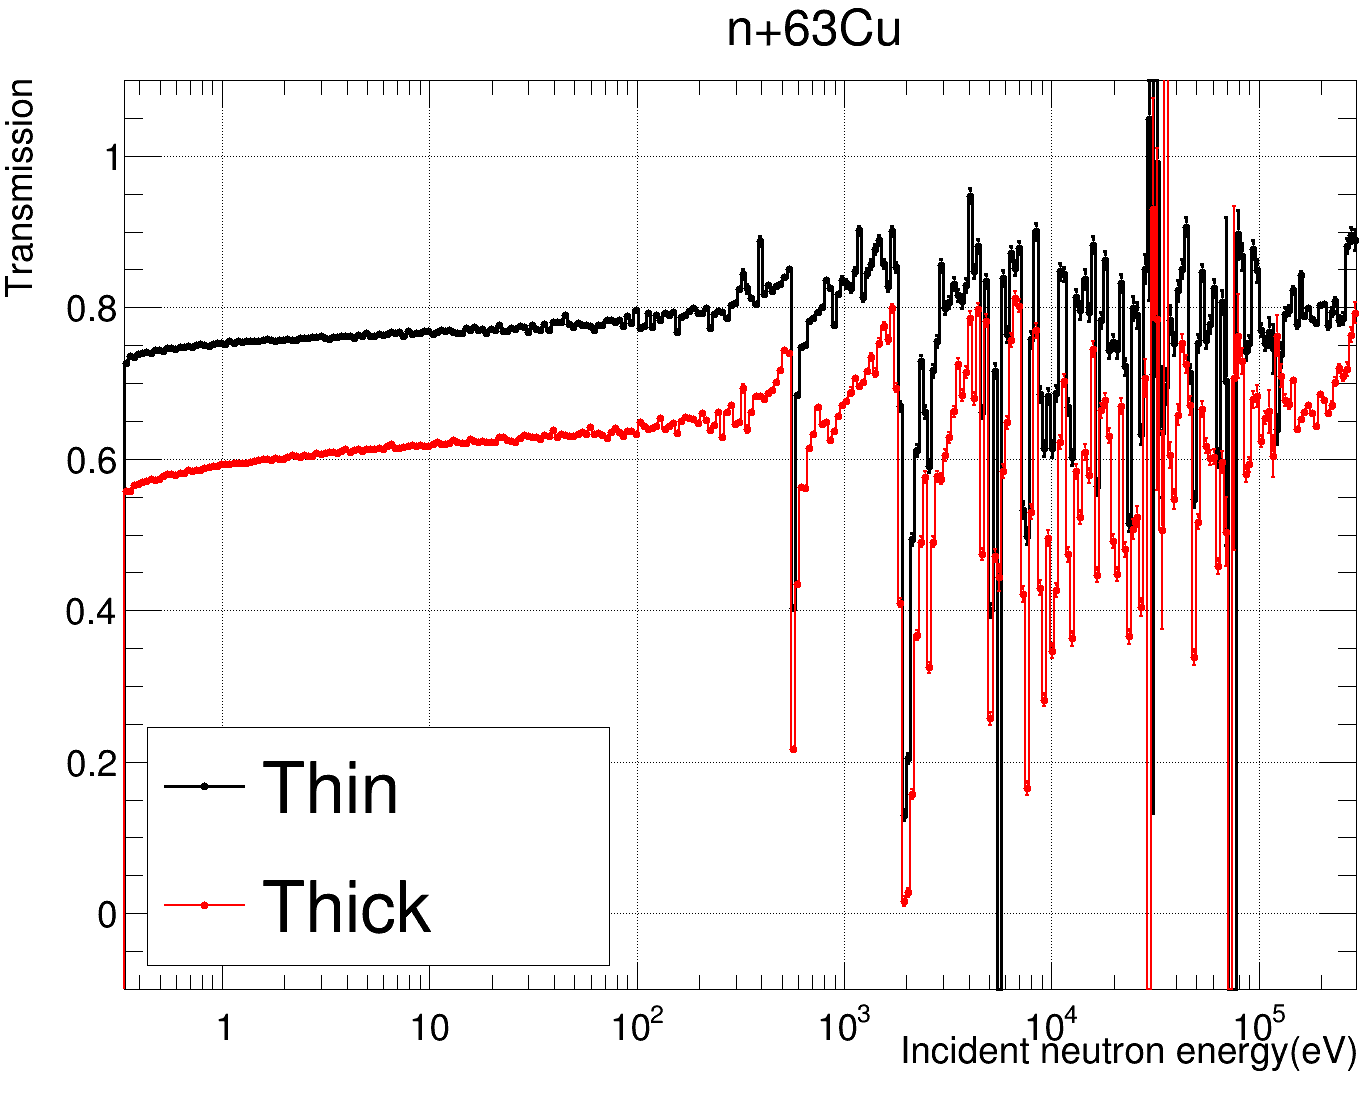 n+63Cu
Transmission
1
0.8
0.6
0.4
0.2
0
Thin
Thick
1 10 10² 10³ 10⁴ 10⁵
Incident neutron energy(eV)